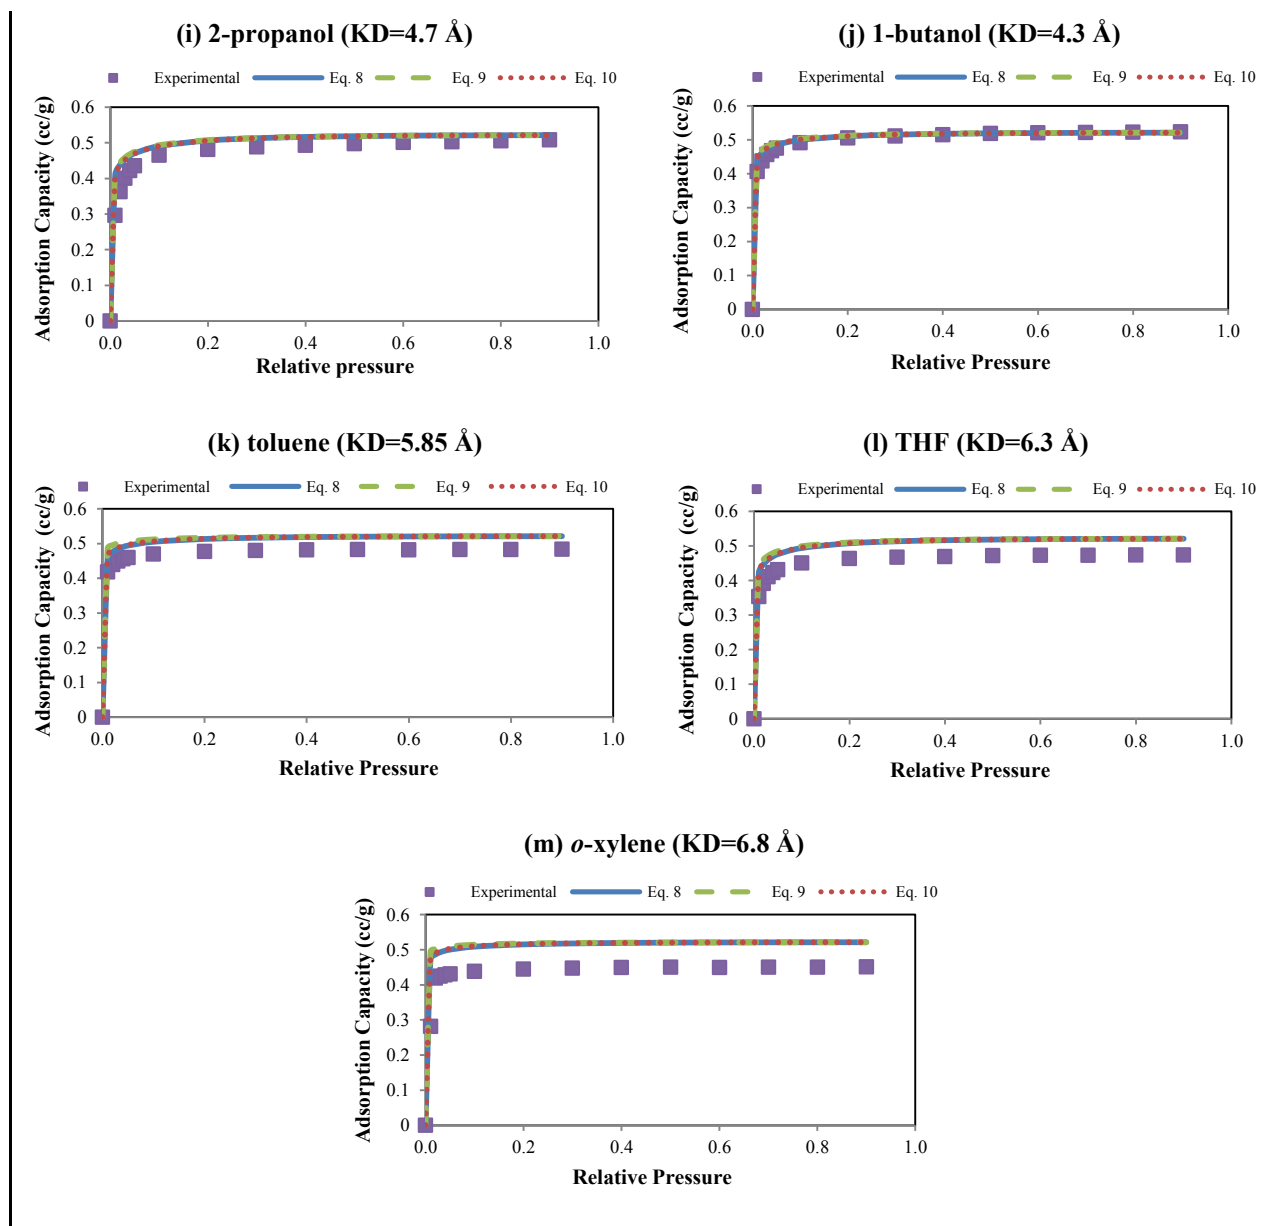 (i) 2-propanol (KD=4.7 Å)
Experimental Eq. 8 Eq. 9 Eq. 10
Adsorption Capacity (cc/g)
0.6
0.5
0.4
0.3
0.2
0.1
0
0.0 0.2 0.4 0.6 0.8 1.0
Relative pressure
(j) 1-butanol (KD=4.3 Å)
Experimental Eq. 8 Eq. 9 Eq. 10
Adsorption Capacity (cc/g)
0.6
0.5
0.4
0.3
0.2
0.1
0
0.0 0.2 0.4 0.6 0.8 1.0
Relative Pressure
(k) toluene (KD=5.85 Å)
Experimental Eq. 8 Eq. 9 Eq. 10
Adsorption Capacity (cc/g)
0.6
0.5
0.4
0.3
0.2
0.1
0
0.0 0.2 0.4 0.6 0.8 1.0
Relative Pressure
(l) THF (KD=6.3 Å)
Experimental Eq. 8 Eq. 9 Eq. 10
Adsorption Capacity (cc/g)
0.6
0.5
0.4
0.3
0.2
0.1
0
0.0 0.2 0.4 0.6 0.8 1.0
Relative Pressure
(m) o-xylene (KD=6.8 Å)
Experimental Eq. 8 Eq. 9 Eq. 10
Adsorption Capacity (cc/g)
0.6
0.5
0.4
0.3
0.2
0.1
0
0.0 0.2 0.4 0.6 0.8 1.0
Relative Pressure